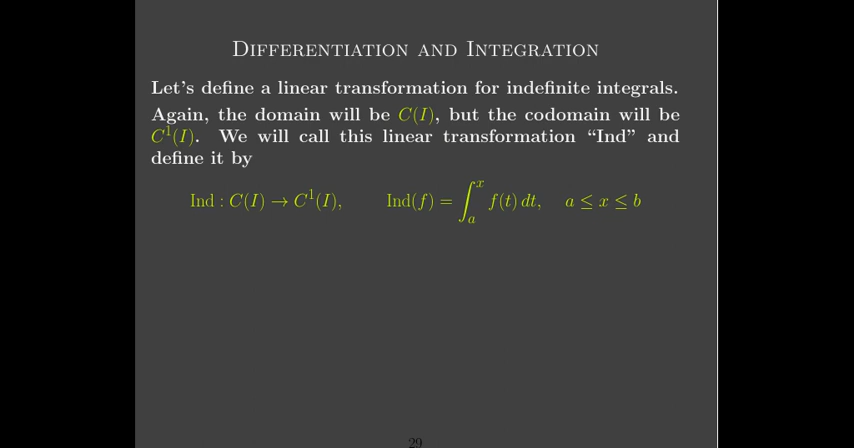 Differentiation and Integration
Let's define a linear transformation for indefinite integrals.
Again, the domain will be C(I), but the codomain will be
C¹(I). We will call this linear transformation “Ind” and
define it by
Ind : C(I) → C¹(I), Ind(f) = ∫ₐˣ f(t) dt, a ≤ x ≤ b
29